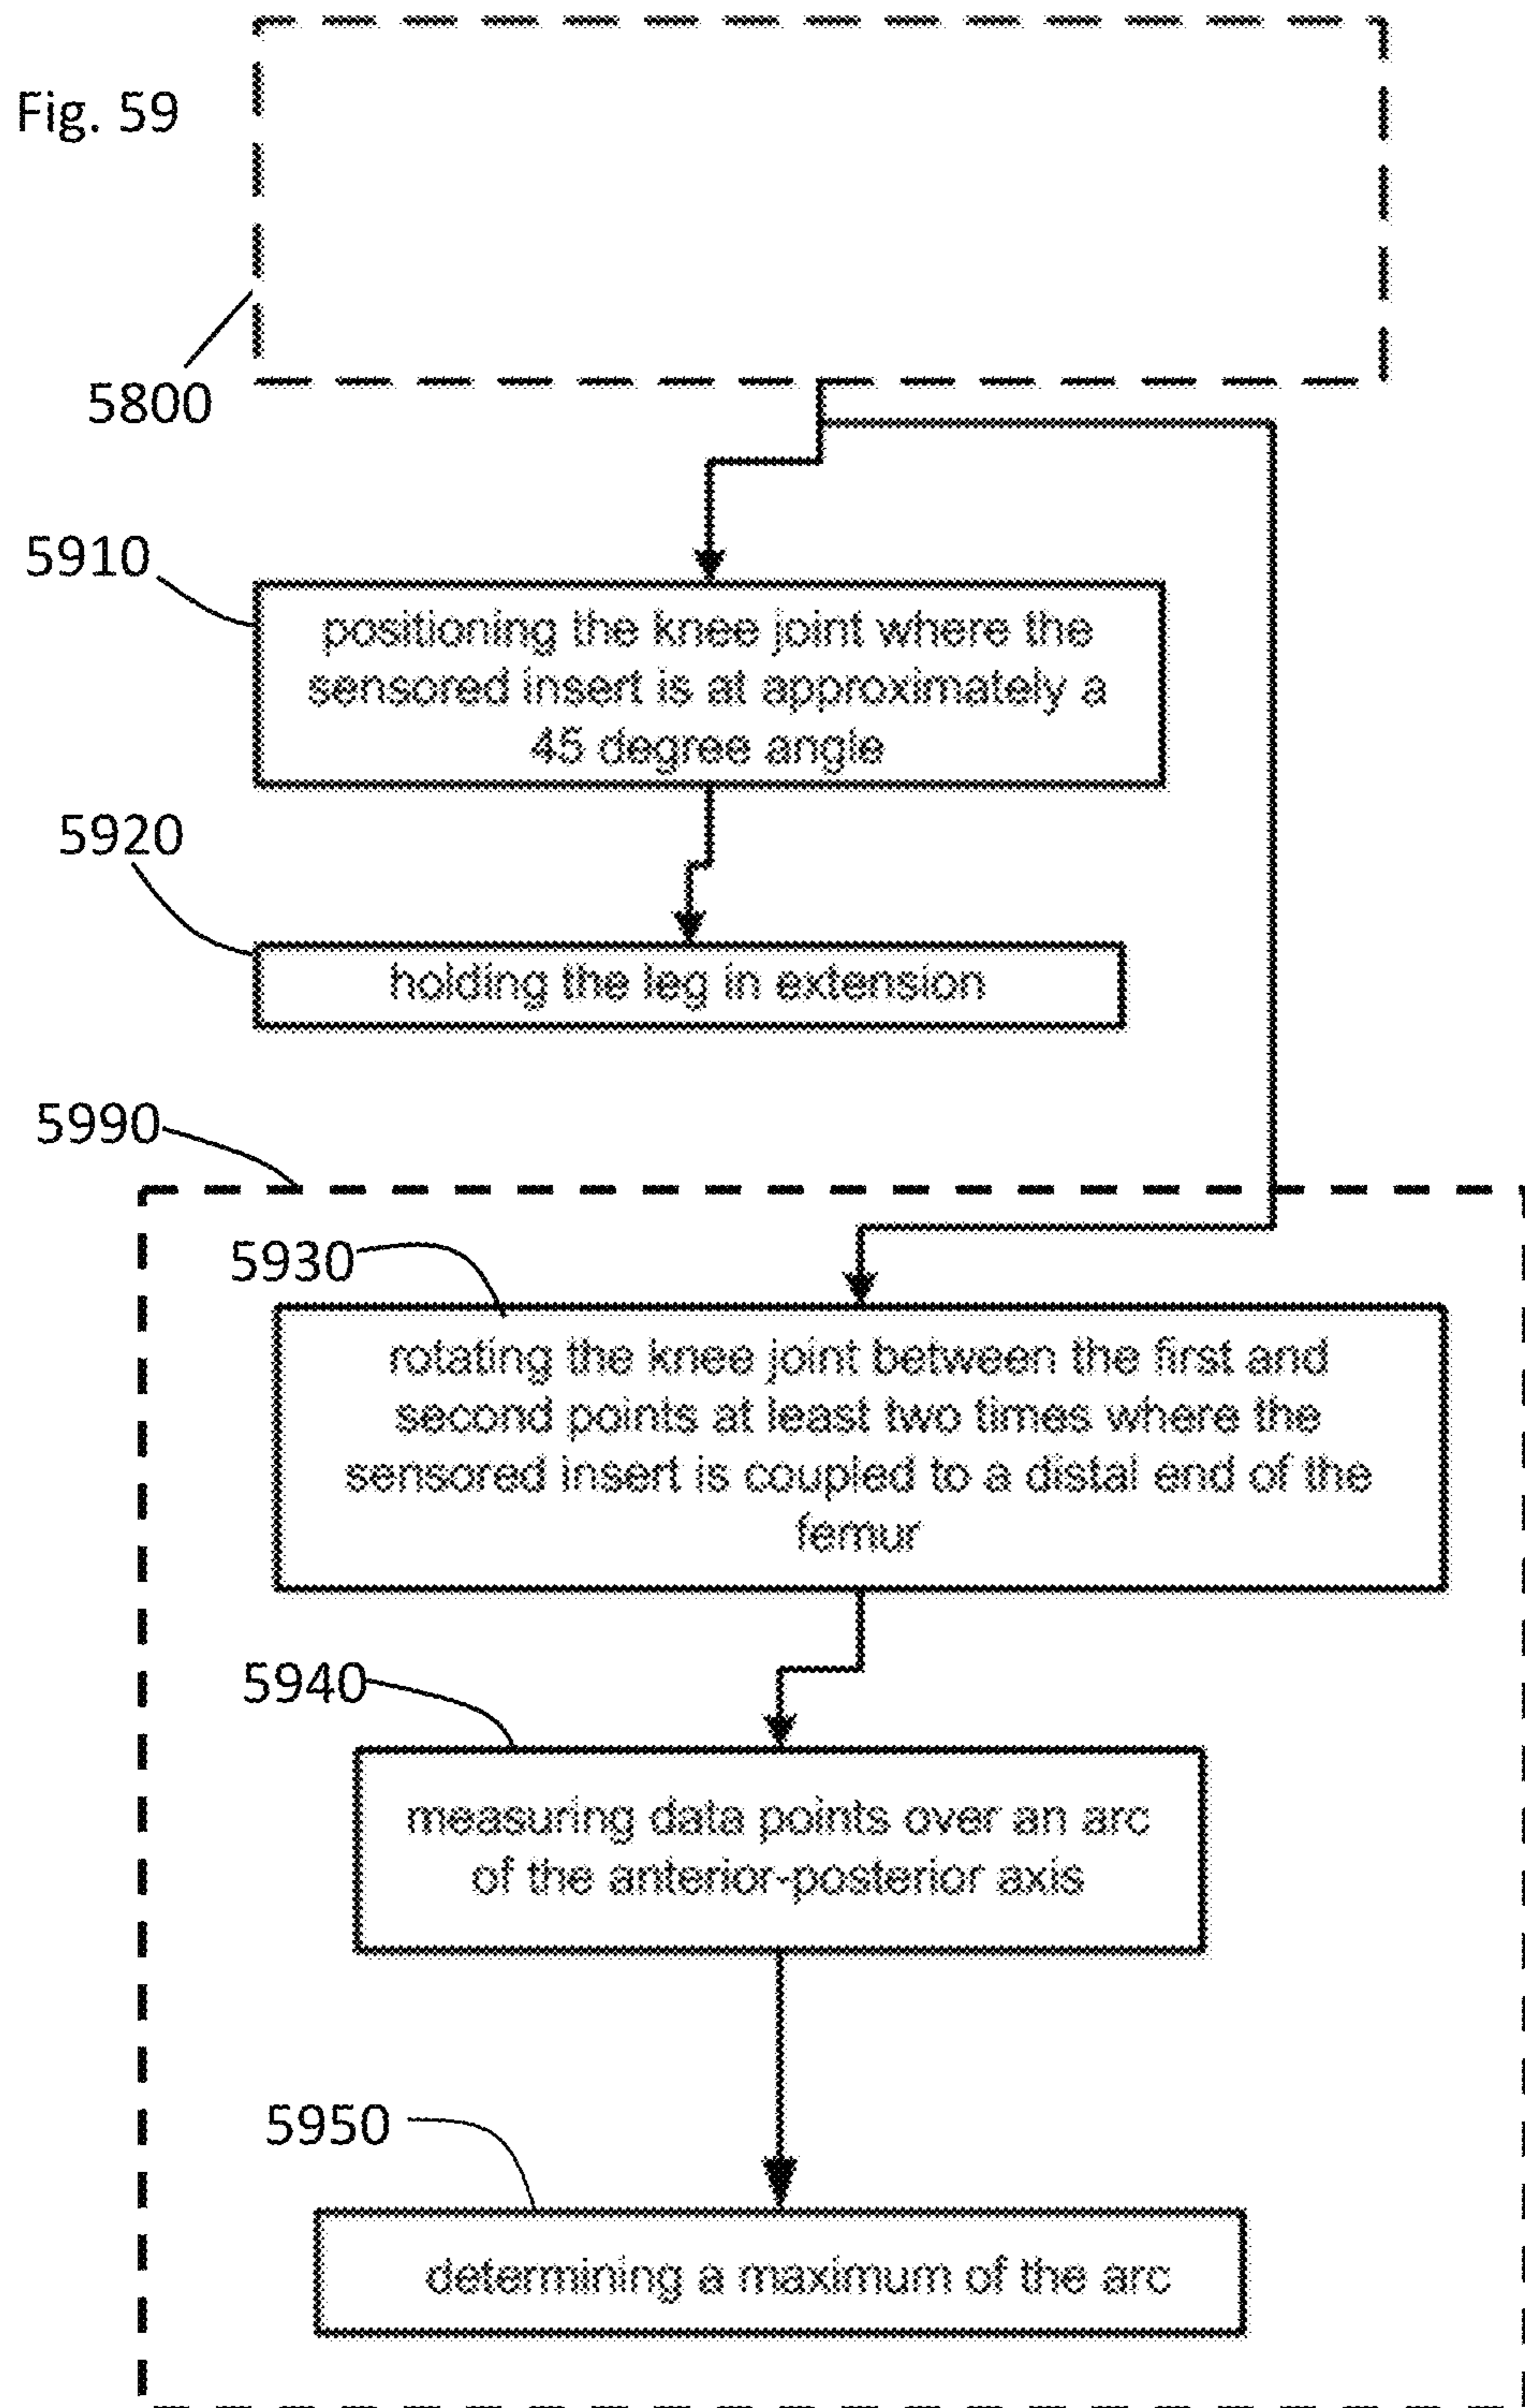 Fig. 59
5800
5910
positioning the knee joint where the
sensored insert is at approximately a
45 degree angle
5920
holding the leg in extension
5990
5930
rotating the knee joint between the first and
second points at least two times where the
sensored insert is coupled to a distal end of the
femur
5940
measuring data points over an arc
of the anterior-posterior axis
5950
determining a maximum of the arc